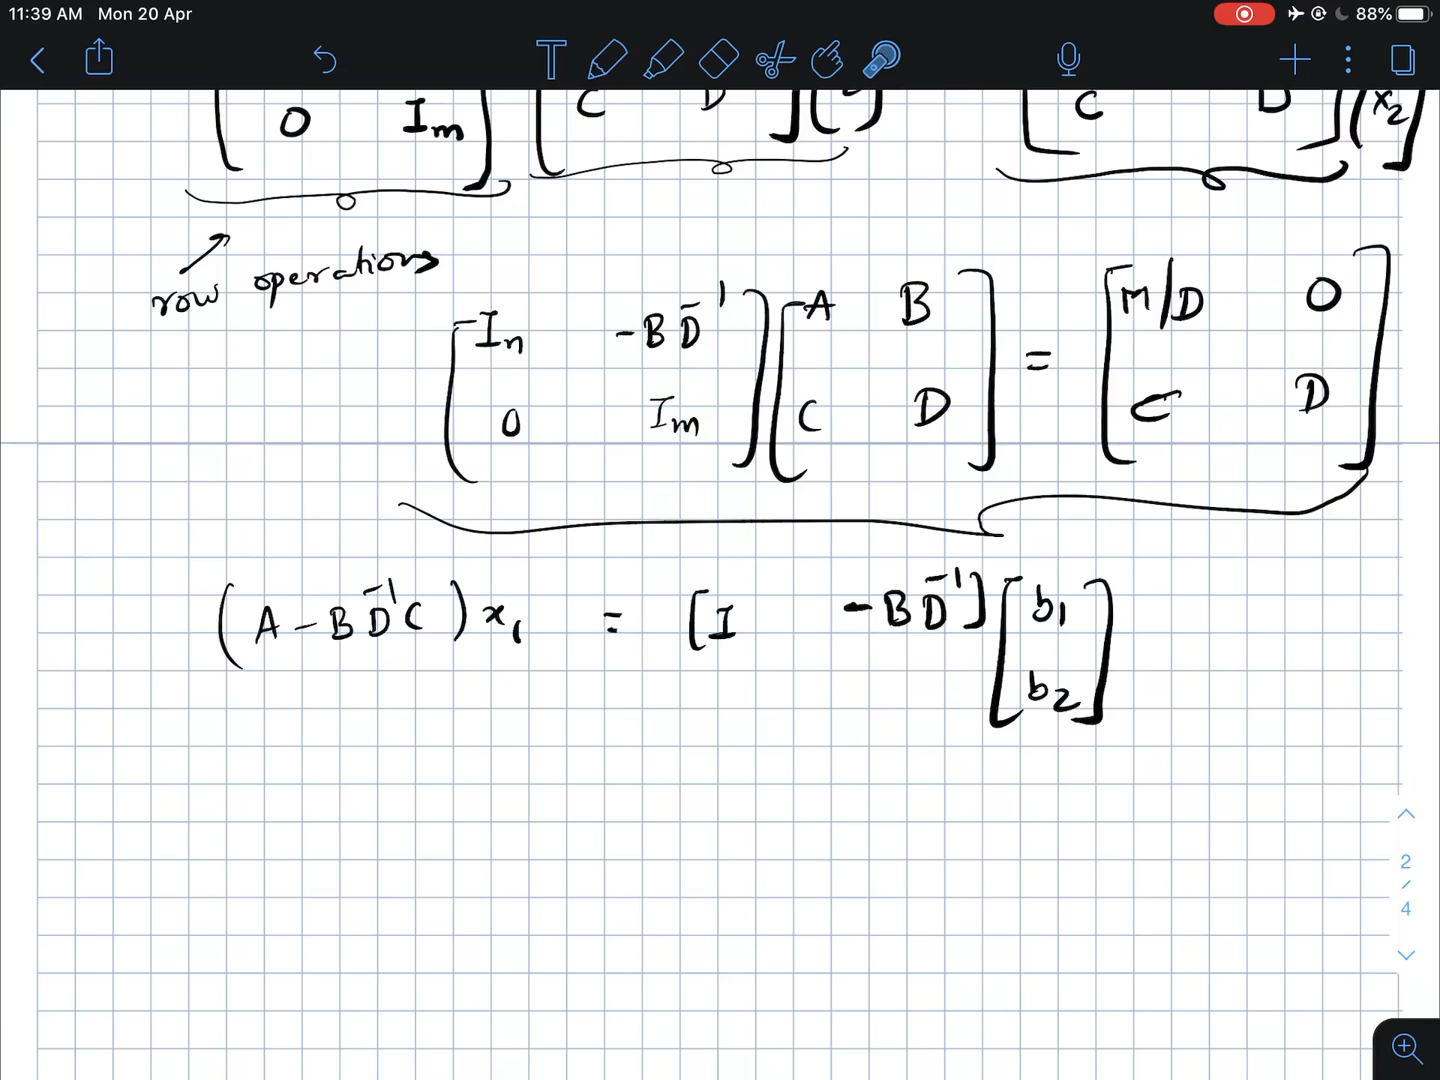 11:39 AM Mon 20 Apr 88%
0 Im C D C D x2
row operations
[In -BD⁻¹ 0 Im] [A B C D] = [M/D 0 C D]
(A - BD⁻¹C) x1 = [I -BD⁻¹] [b1 b2]
2
/
4